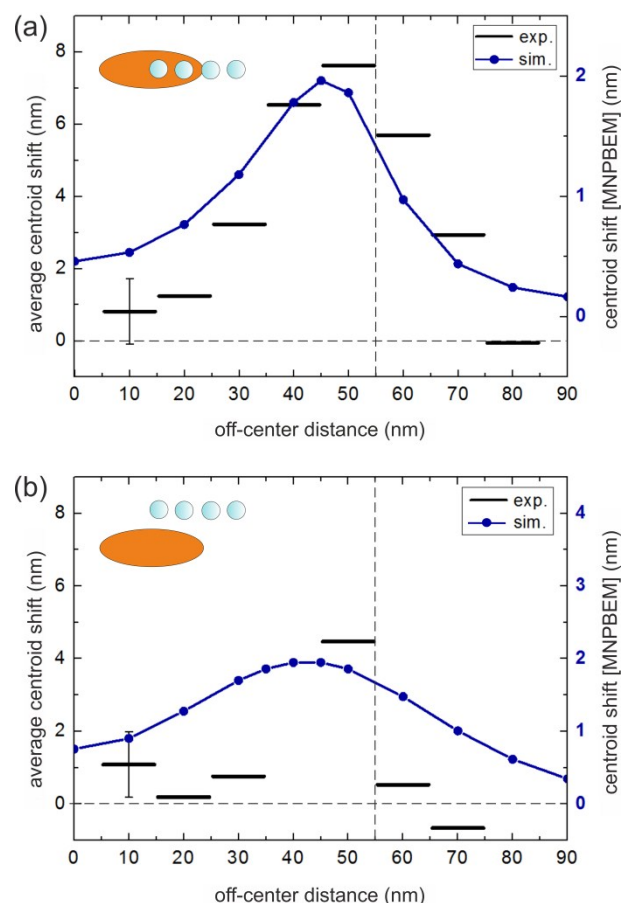 (a)
exp.
sim.
average centroid shift (nm)
8
6
4
2
0
centroid shift [MNPBEM] (nm)
2
1
0
0 10 20 30 40 50 60 70 80 90
off-center distance (nm)
(b)
exp.
sim.
average centroid shift (nm)
8
6
4
2
0
centroid shift [MNPBEM] (nm)
4
3
2
1
0
0 10 20 30 40 50 60 70 80 90
off-center distance (nm)